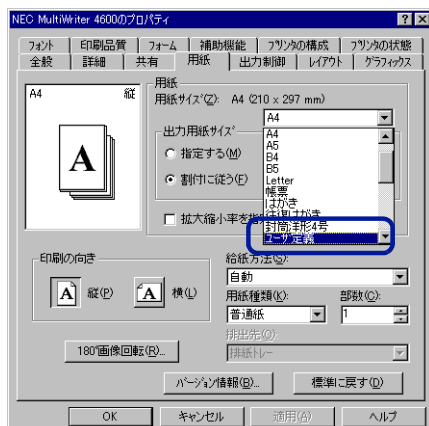 NEC MultiWriter 4600のプロパティ
フォント 印刷品質 フォーム 補助機能 プリンタの構成 プリンタの状態
全般 詳細 共有 用紙 出力制御 レイアウト グラフィックス
A4 縦
A
用紙
用紙サイズ(Z): A4 (210 x 297 mm)
A4
出力用紙サイズ
指定する(M)
割付に従う(F)
拡大縮小率を指
A4
A5
B4
B5
Letter
帳票
はがき
往復はがき
封筒洋形4号
ユーザ定義
印刷の向き
A 縦(P) A 横(L)
180°画像回転(R)...
給紙方法(S):
自動
用紙種類(K): 部数(C):
普通紙 1
排出先(O):
排紙トレー
バージョン情報(B)... 標準に戻す(D)
OK キャンセル 適用(A) ヘルプ